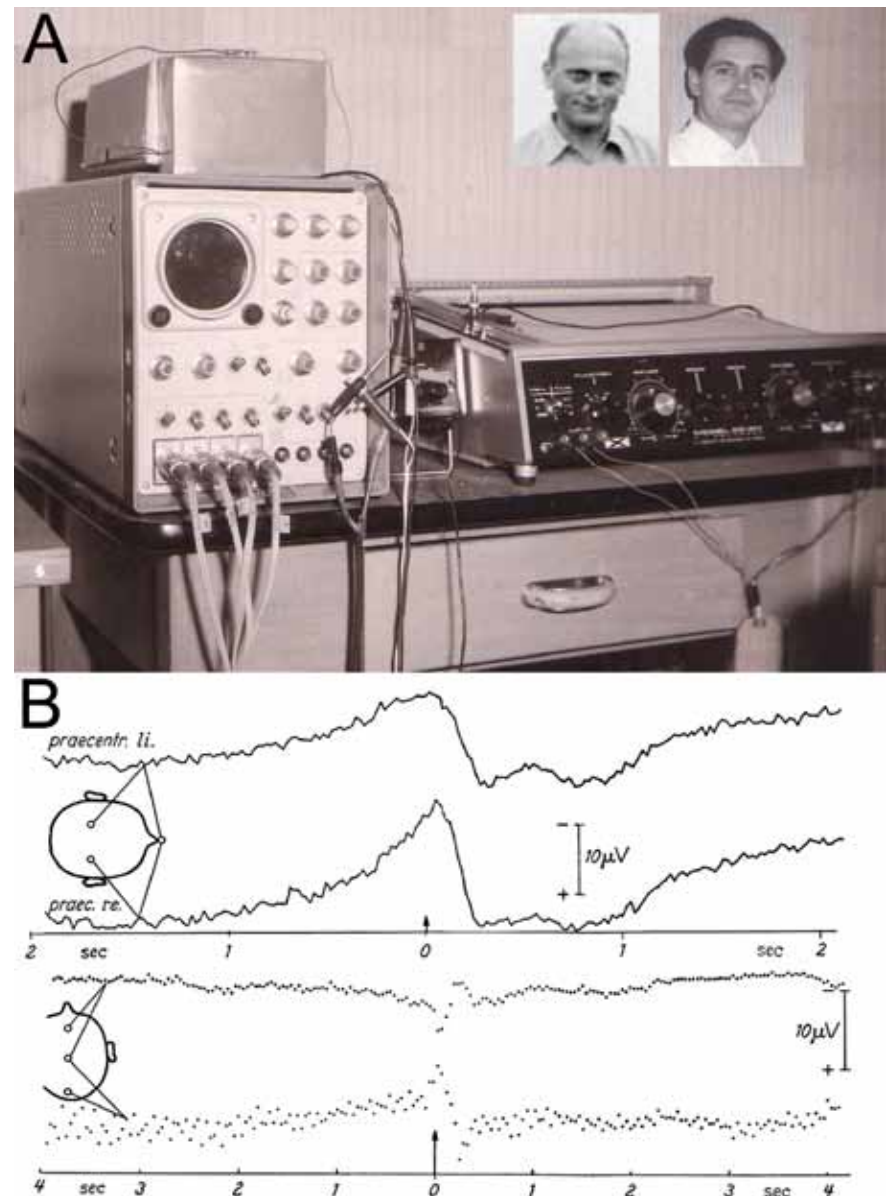 A
B
praecentr. li.
praec. re.
−
10μV
+
2 sec 1 0 1 sec 2
−
10μV
+
4 sec 3 2 1 0 1 2 3 sec 4